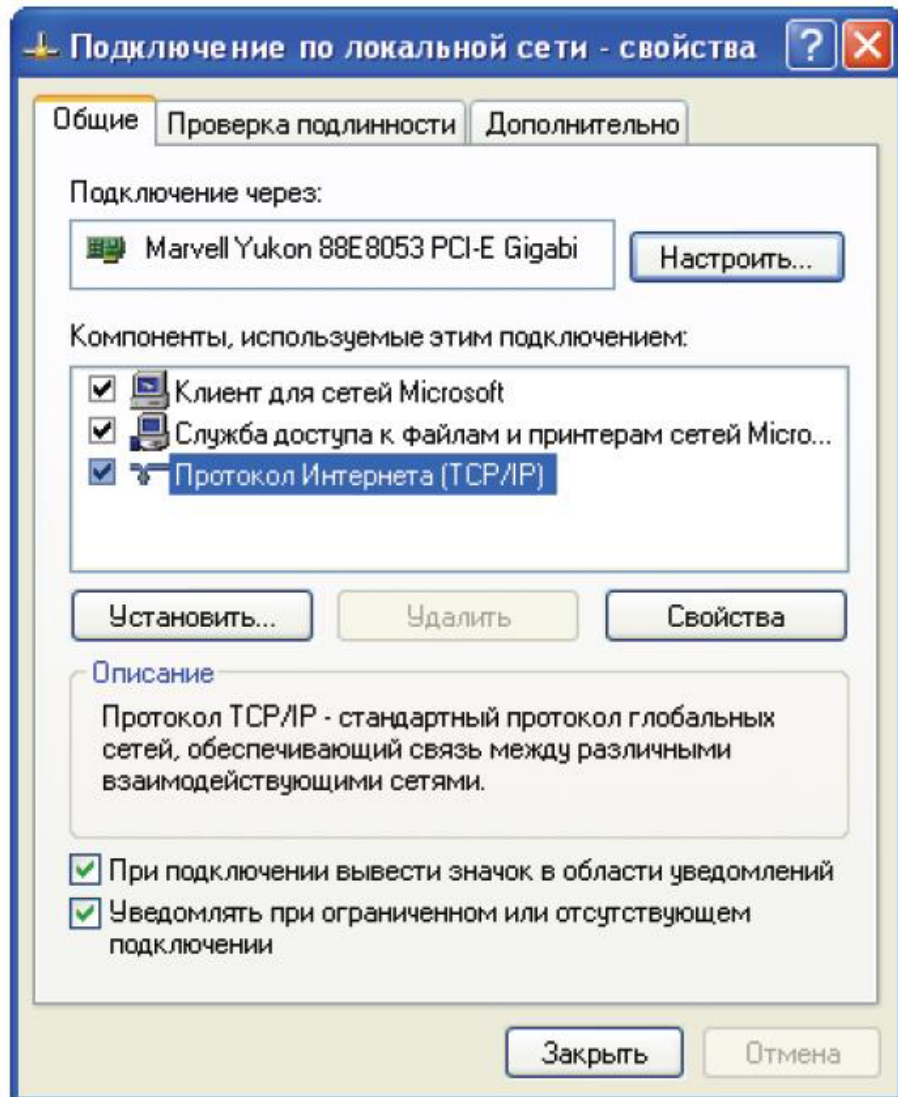 Подключение по локальной сети - свойства
Общие
Проверка подлинности
Дополнительно
Подключение через:
Marvell Yukon 88E8053 PCI-E Gigabi
Настроить...
Компоненты, используемые этим подключением:
Клиент для сетей Microsoft
Служба доступа к файлам и принтерам сетей Micro...
Протокол Интернета (TCP/IP)
Установить...
Удалить
Свойства
Описание
Протокол TCP/IP - стандартный протокол глобальных
сетей, обеспечивающий связь между различными
взаимодействующими сетями.
При подключении вывести значок в области уведомлений
Уведомлять при ограниченном или отсутствующем
подключении
Закрыть
Отмена